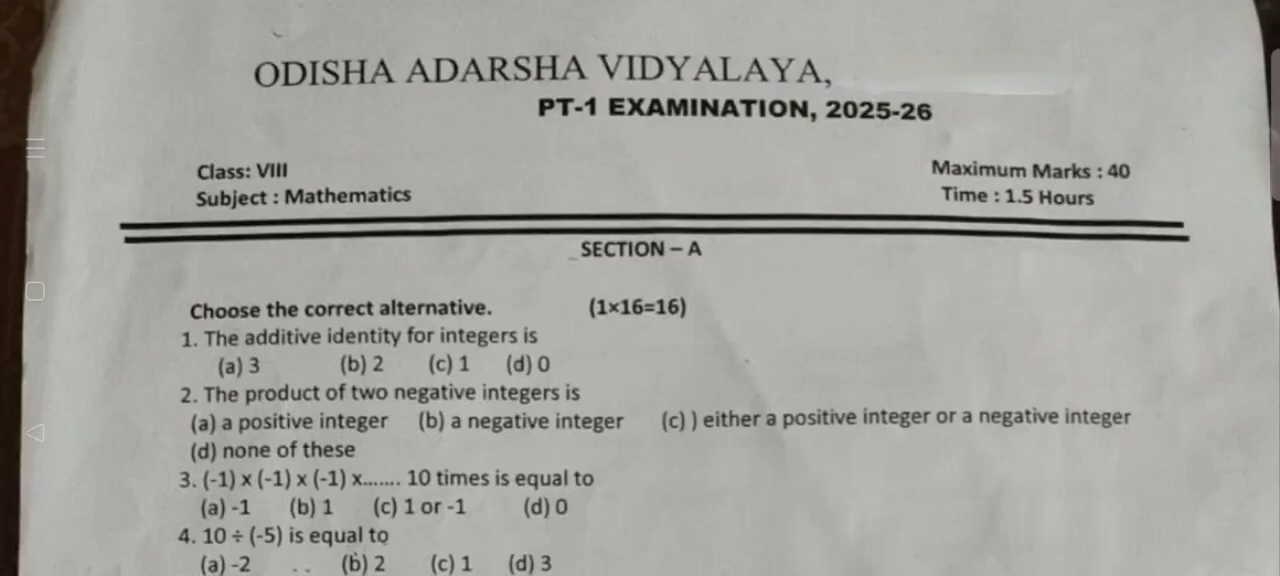 ODISHA ADARSHA VIDYALAYA,
PT-1 EXAMINATION, 2025-26
Class: VIII
Maximum Marks : 40
Subject : Mathematics
Time : 1.5 Hours
SECTION – A
Choose the correct alternative. (1×16=16)
1. The additive identity for integers is
(a) 3 (b) 2 (c) 1 (d) 0
2. The product of two negative integers is
(a) a positive integer (b) a negative integer (c) ) either a positive integer or a negative integer
(d) none of these
3. (-1) x (-1) x (-1) x....... 10 times is equal to
(a) -1 (b) 1 (c) 1 or -1 (d) 0
4. 10 ÷ (-5) is equal to
(a) -2 .. (b) 2 (c) 1 (d) 3